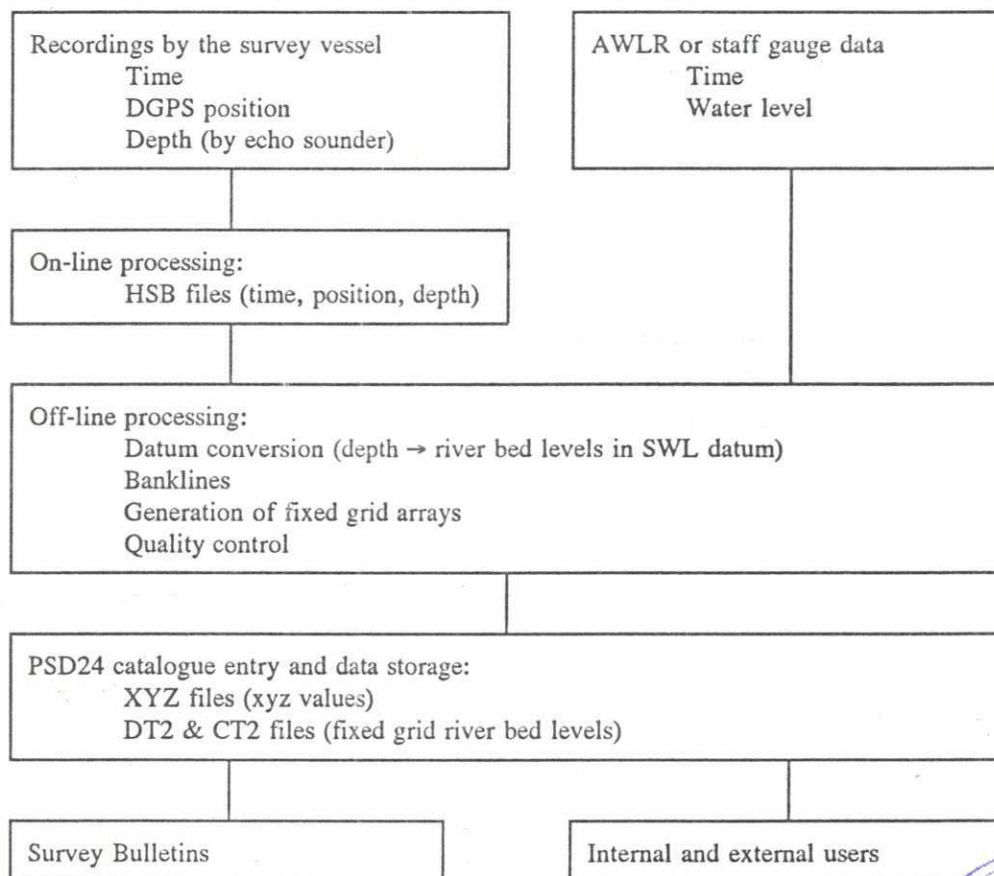 Recordings by the survey vessel
Time
DGPS position
Depth (by echo sounder)
AWLR or staff gauge data
Time
Water level
On-line processing:
HSB files (time, position, depth)
Off-line processing:
Datum conversion (depth → river bed levels in SWL datum)
Banklines
Generation of fixed grid arrays
Quality control
PSD24 catalogue entry and data storage:
XYZ files (xyz values)
DT2 & CT2 files (fixed grid river bed levels)
Survey Bulletins
Internal and external users